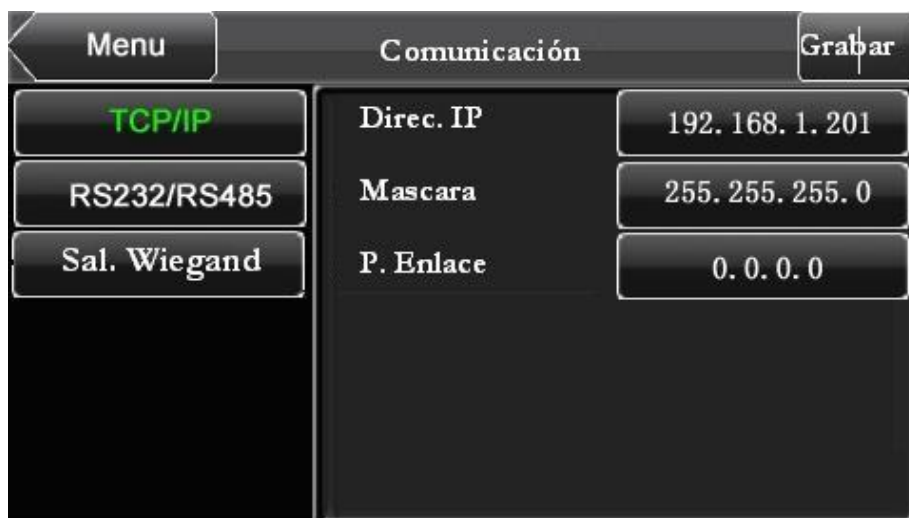 Menu
Comunicación
Grabar
TCP/IP
Direc. IP
192. 168. 1. 201
RS232/RS485
Mascara
255. 255. 255. 0
Sal. Wiegand
P. Enlace
0. 0. 0. 0